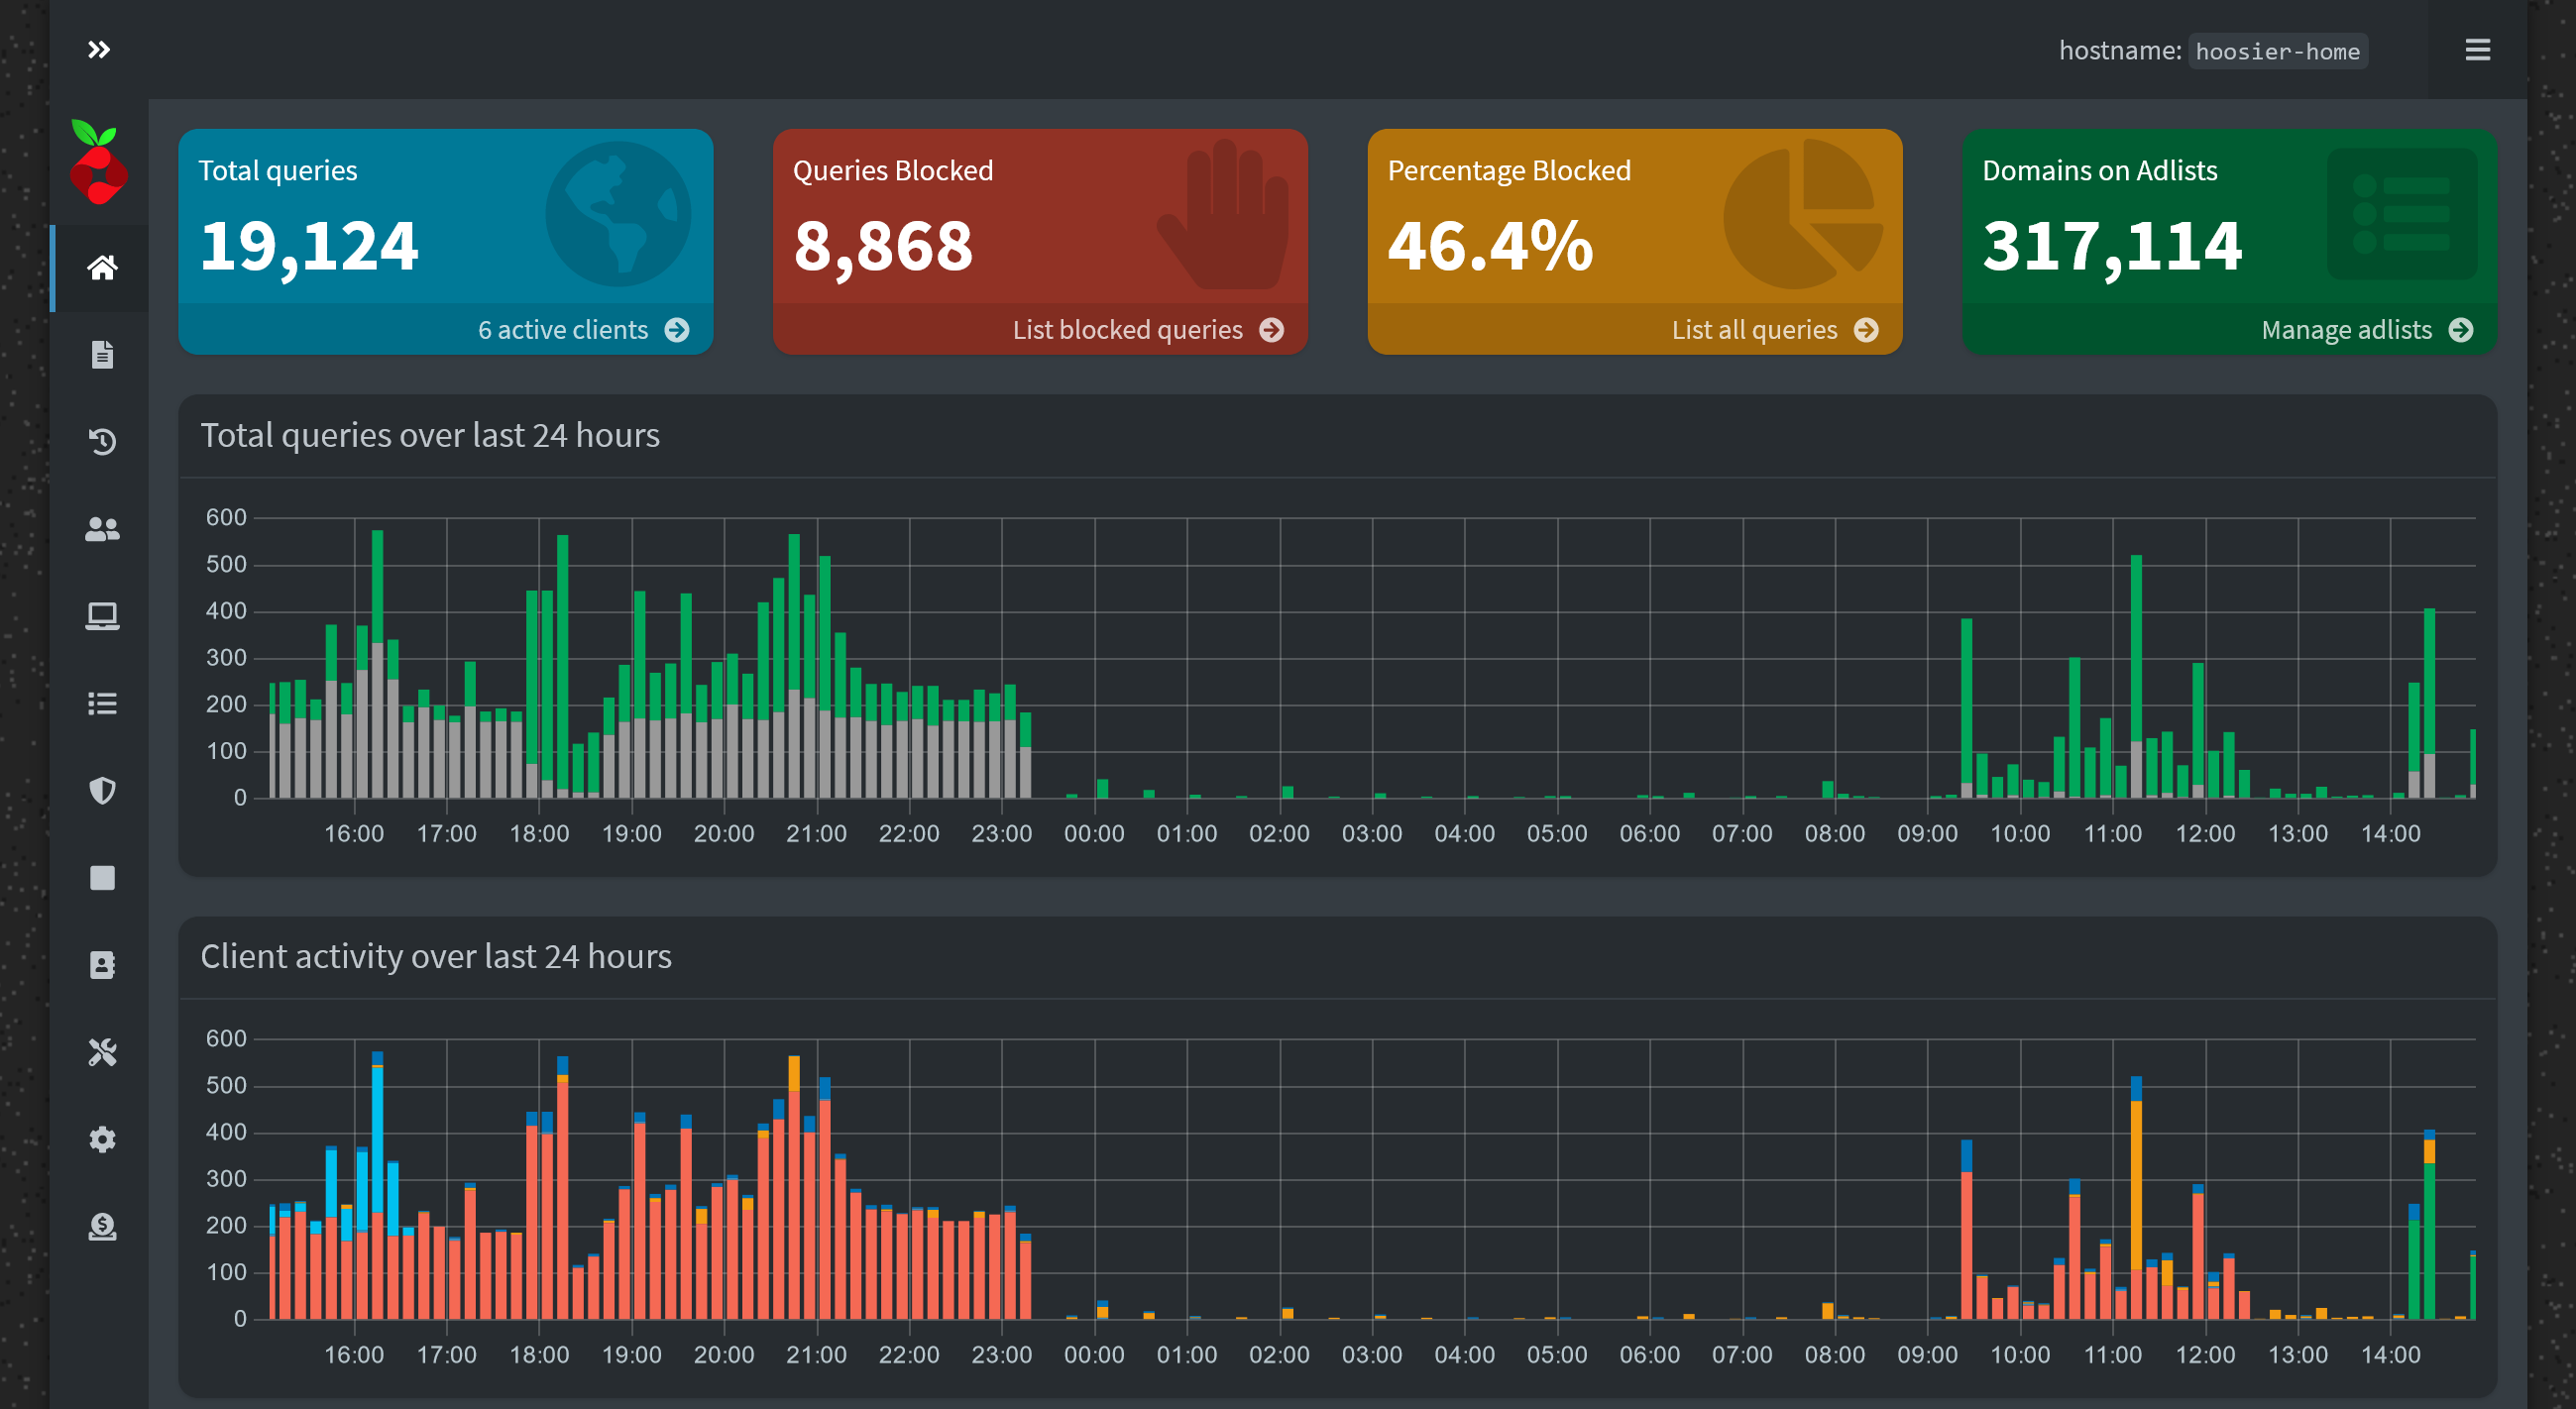 hostname: hoosier-home
Total queries
19,124
6 active clients
Queries Blocked
8,868
List blocked queries
Percentage Blocked
46.4%
List all queries
Domains on Adlists
317,114
Manage adlists
Total queries over last 24 hours
600
500
400
300
200
100
0
16:00 17:00 18:00 19:00 20:00 21:00 22:00 23:00 00:00 01:00 02:00 03:00 04:00 05:00 06:00 07:00 08:00 09:00 10:00 11:00 12:00 13:00 14:00
Client activity over last 24 hours
600
500
400
300
200
100
0
16:00 17:00 18:00 19:00 20:00 21:00 22:00 23:00 00:00 01:00 02:00 03:00 04:00 05:00 06:00 07:00 08:00 09:00 10:00 11:00 12:00 13:00 14:00